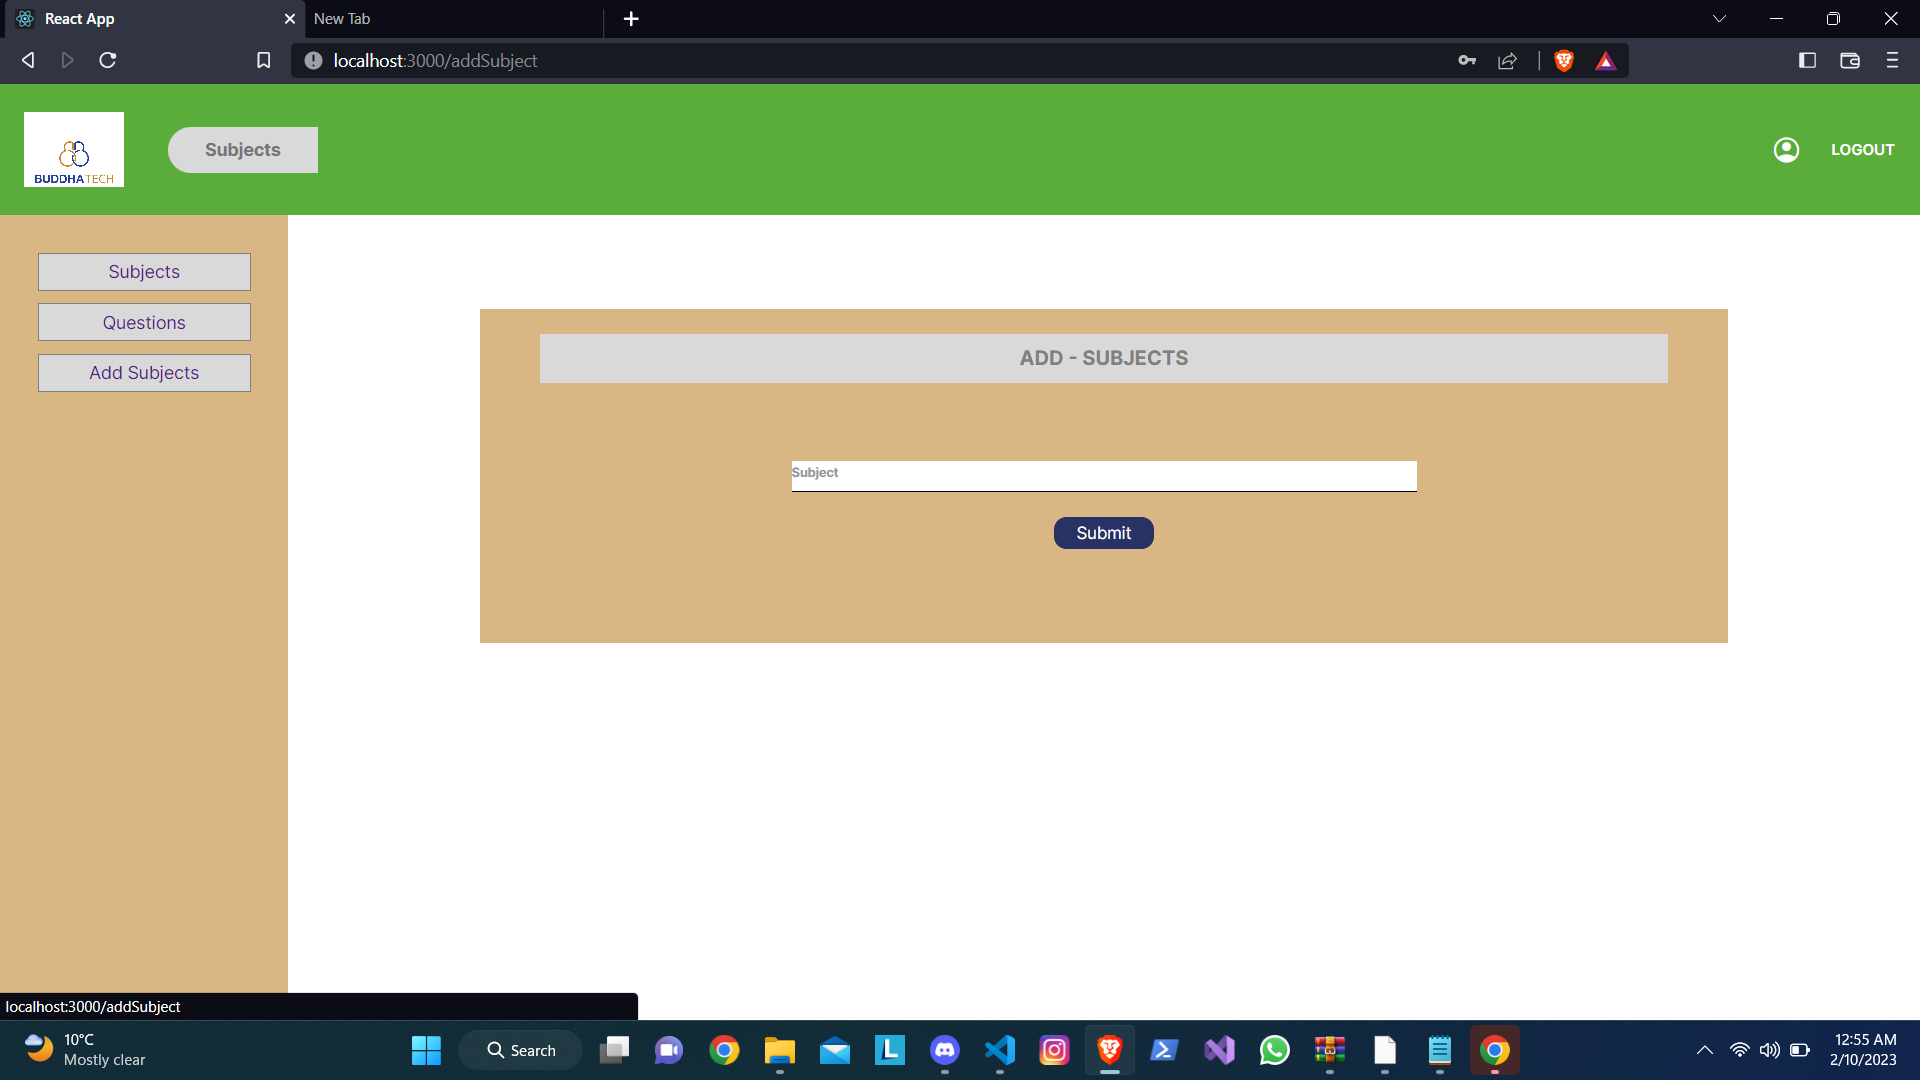 React App
New Tab
localhost:3000/addSubject
BUDDHATECH
Subjects
LOGOUT
Subjects
Questions
Add Subjects
ADD - SUBJECTS
Subject
Submit
localhost:3000/addSubject
10°C
Mostly clear
Search
L
12:55 AM
2/10/2023